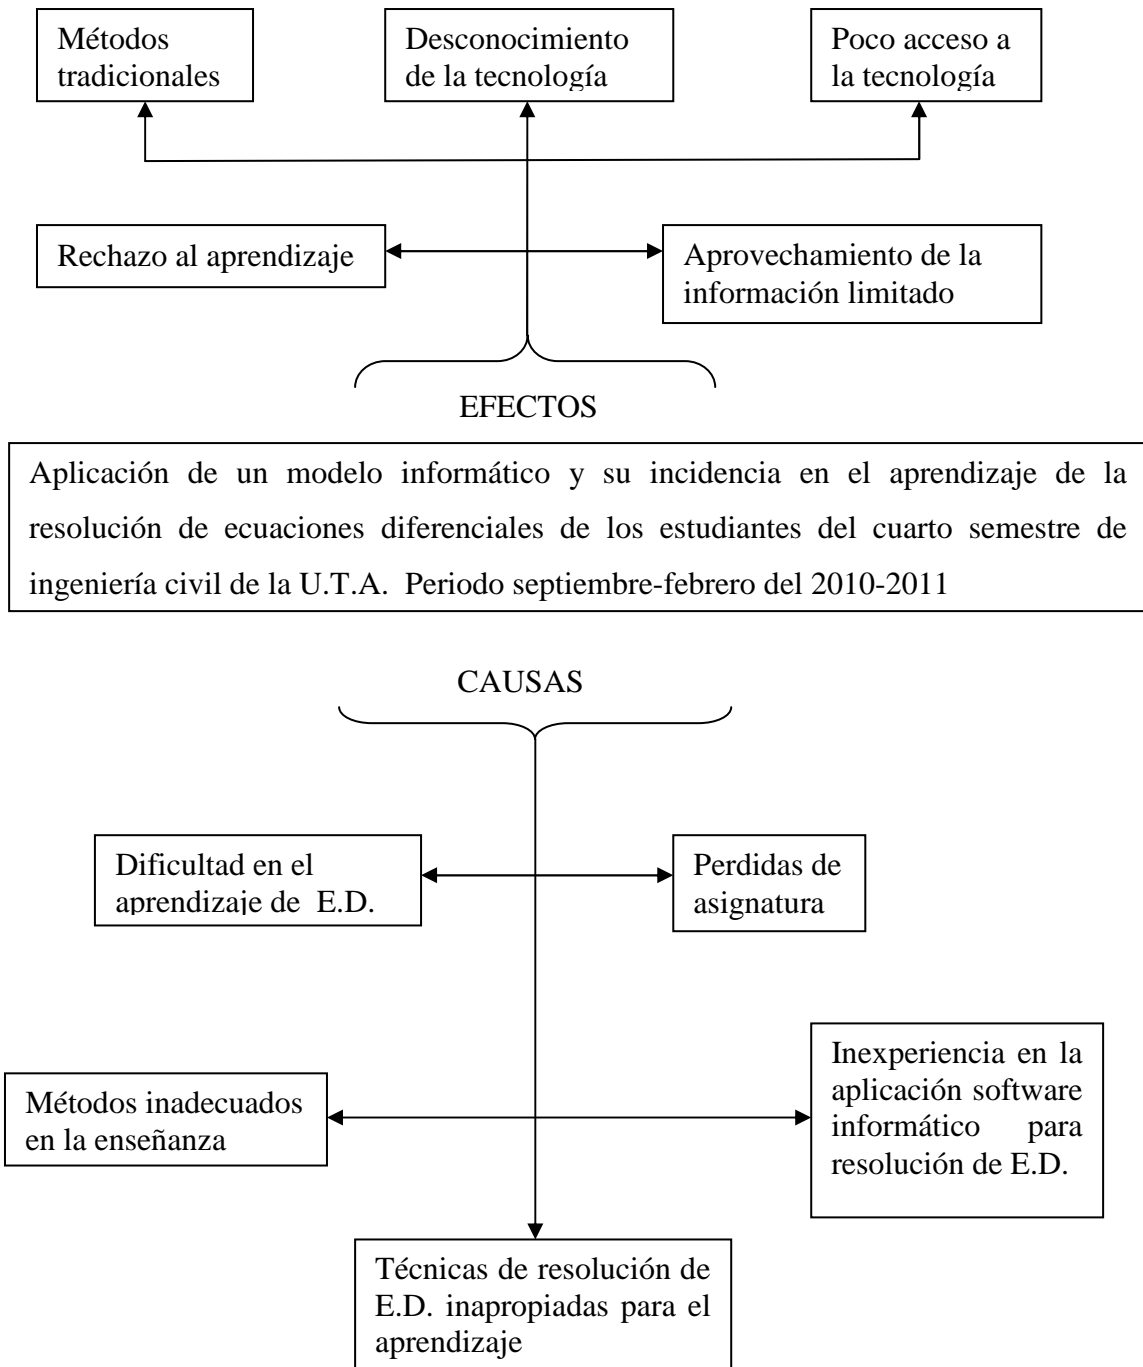 Métodos
tradicionales
Desconocimiento
de la tecnología
Poco acceso a
la tecnología
Rechazo al aprendizaje
Aprovechamiento de la
información limitado
EFECTOS
Aplicación de un modelo informático y su incidencia en el aprendizaje de la
resolución de ecuaciones diferenciales de los estudiantes del cuarto semestre de
ingeniería civil de la U.T.A. Periodo septiembre-febrero del 2010-2011
CAUSAS
Dificultad en el
aprendizaje de E.D.
Perdidas de
asignatura
Métodos inadecuados
en la enseñanza
Inexperiencia en la
aplicación software
informático para
resolución de E.D.
Técnicas de resolución de
E.D. inapropiadas para el
aprendizaje